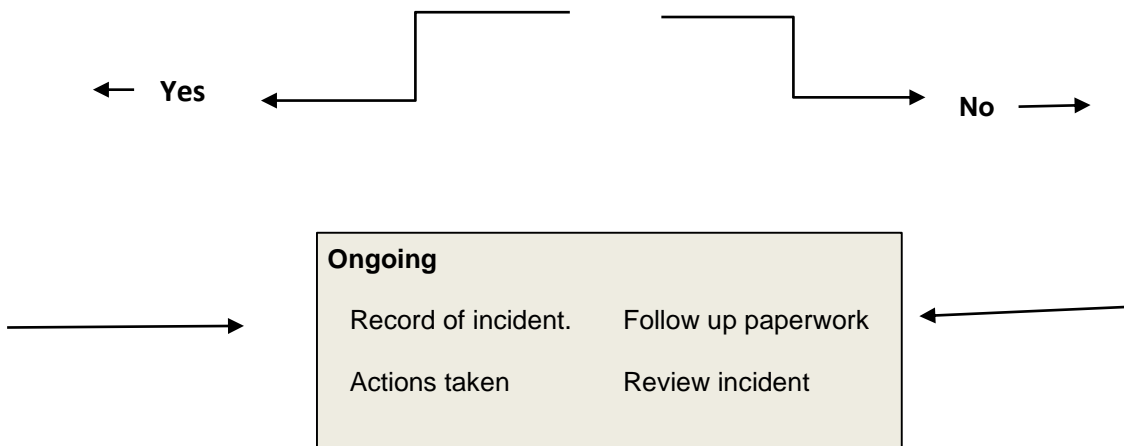 Yes
No
Ongoing
Record of incident. Follow up paperwork
Actions taken Review incident